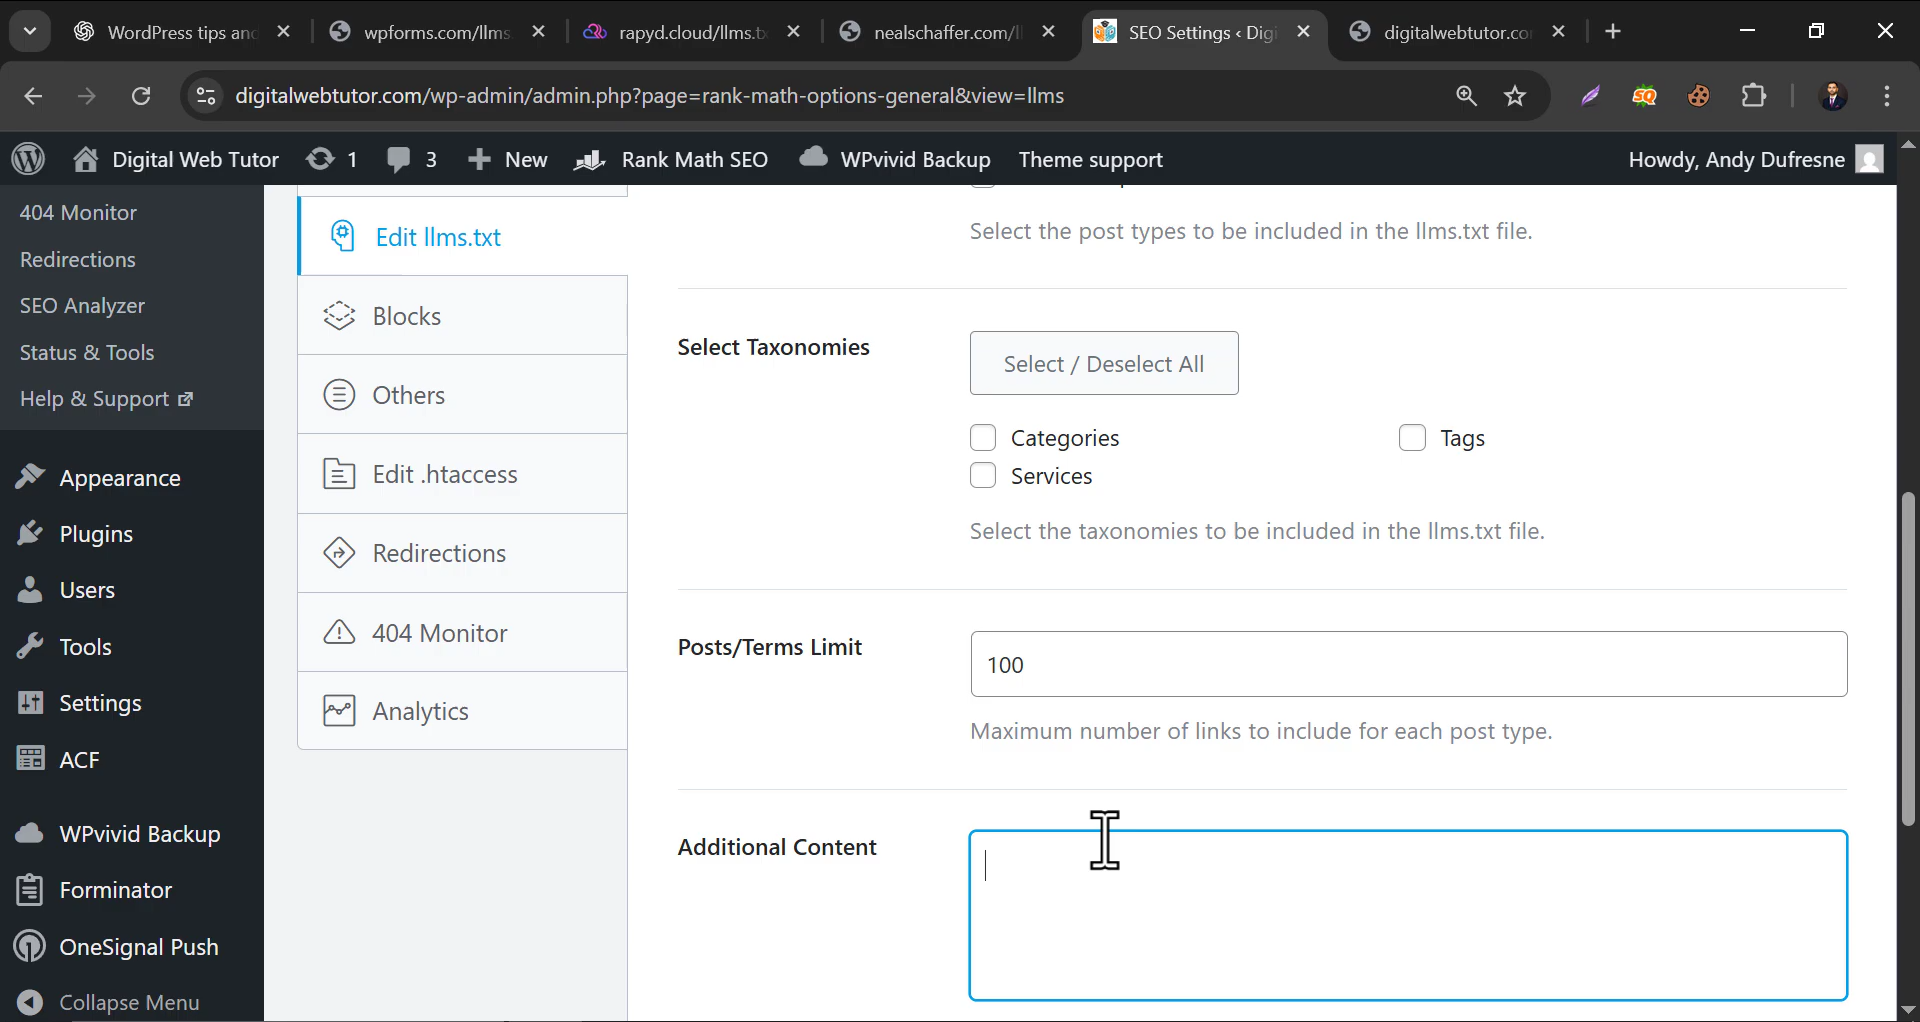 WordPress tips and
wpforms.com/llms.
rapyd.cloud/llms.tx
nealschaffer.com/l
SEO Settings ‹ Digi
digitalwebtutor.co
digitalwebtutor.com/wp-admin/admin.php?page=rank-math-options-general&view=llms
Digital Web Tutor
1
3
New
Rank Math SEO
WPvivid Backup
Theme support
Howdy, Andy Dufresne
404 Monitor
Redirections
SEO Analyzer
Status & Tools
Help & Support
Appearance
Plugins
Users
Tools
Settings
ACF
WPvivid Backup
Forminator
OneSignal Push
Collapse Menu
Edit llms.txt
Blocks
Others
Edit .htaccess
Redirections
404 Monitor
Analytics
Select the post types to be included in the llms.txt file.
Select Taxonomies
Select / Deselect All
Categories
Tags
Services
Select the taxonomies to be included in the llms.txt file.
Posts/Terms Limit
100
Maximum number of links to include for each post type.
Additional Content